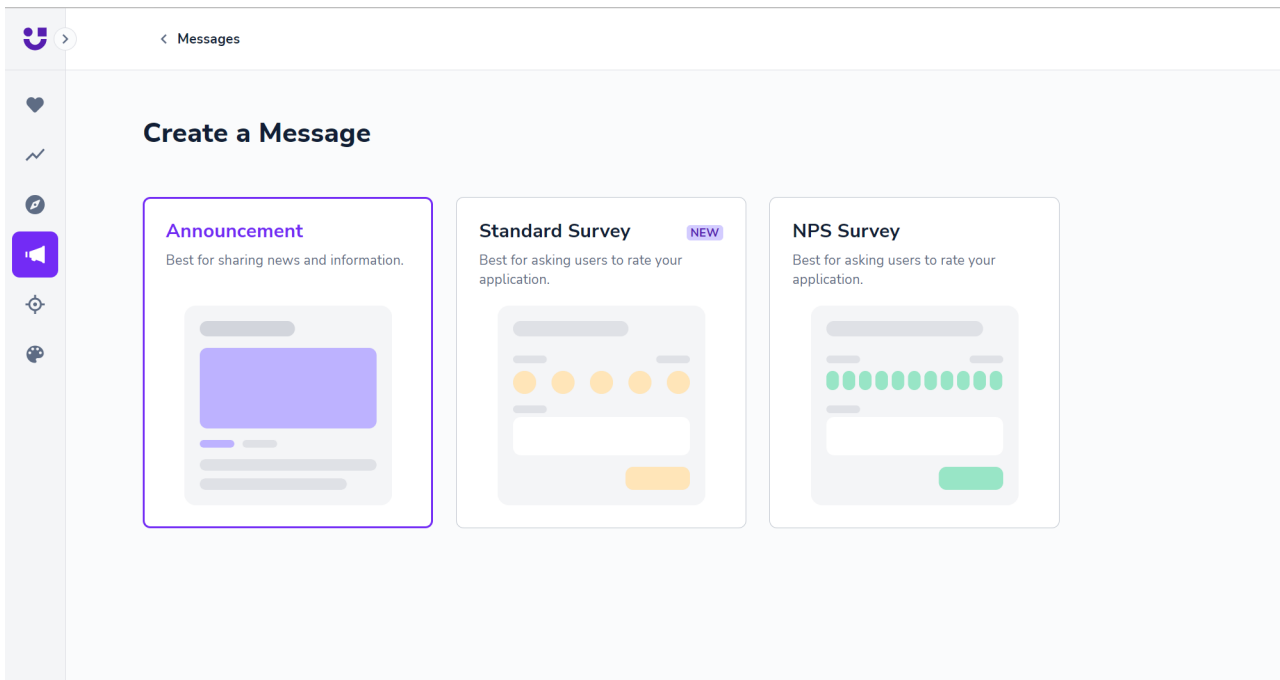 Messages
Create a Message
Announcement
Best for sharing news and information.
Standard Survey
NEW
Best for asking users to rate your
application.
NPS Survey
Best for asking users to rate your
application.